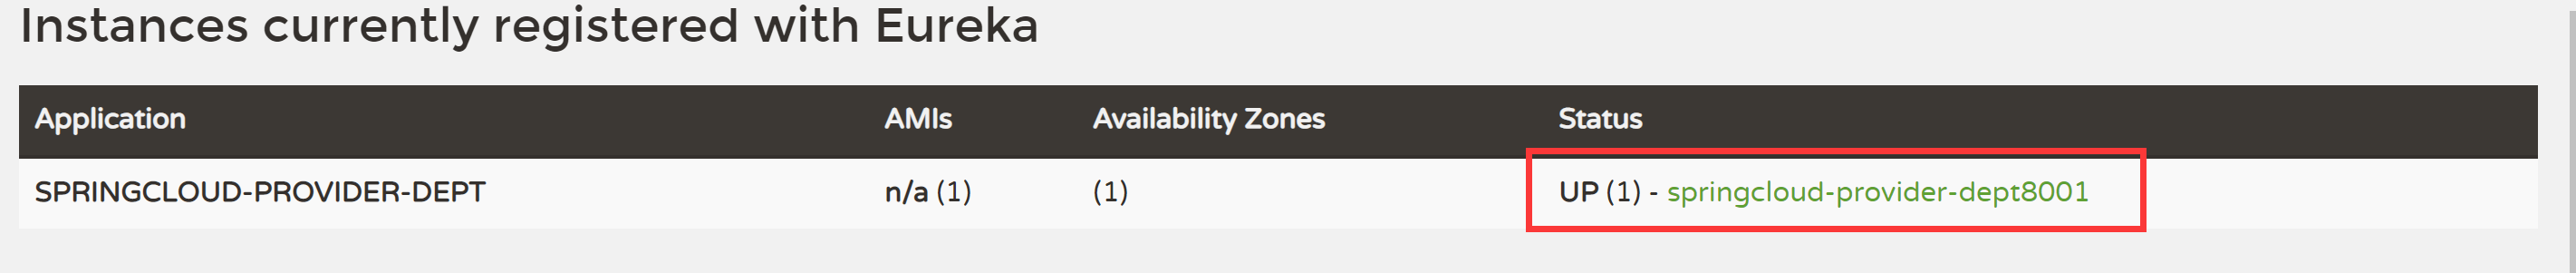 Instances currently registered with Eureka
Application AMIs Availability Zones Status
SPRINGCLOUD-PROVIDER-DEPT n/a (1) (1) UP (1) - springcloud-provider-dept8001